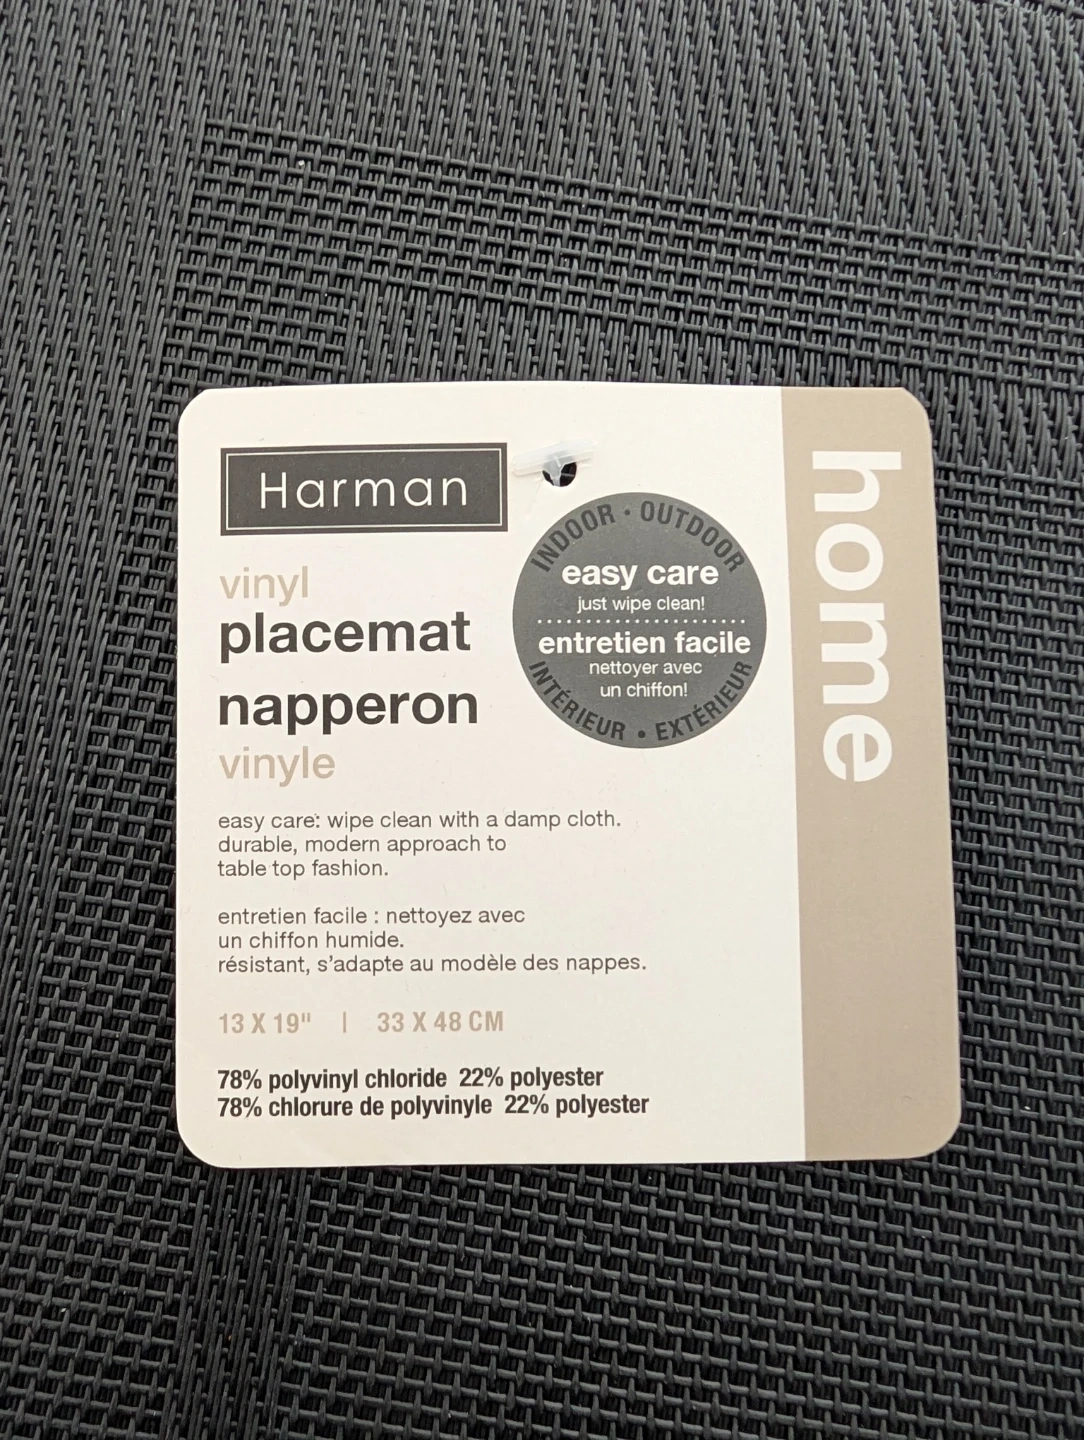 Harman
INDOOR • OUTDOOR
easy care
just wipe clean!
entretien facile
nettoyer avec
un chiffon!
INTÉRIEUR • EXTÉRIEUR
vinyl
placemat
napperon
vinyle
easy care: wipe clean with a damp cloth.
durable, modern approach to
table top fashion.
entretien facile : nettoyez avec
un chiffon humide.
résistant, s'adapte au modèle des nappes.
13 X 19" | 33 X 48 CM
78% polyvinyl chloride 22% polyester
78% chlorure de polyvinyle 22% polyester
home